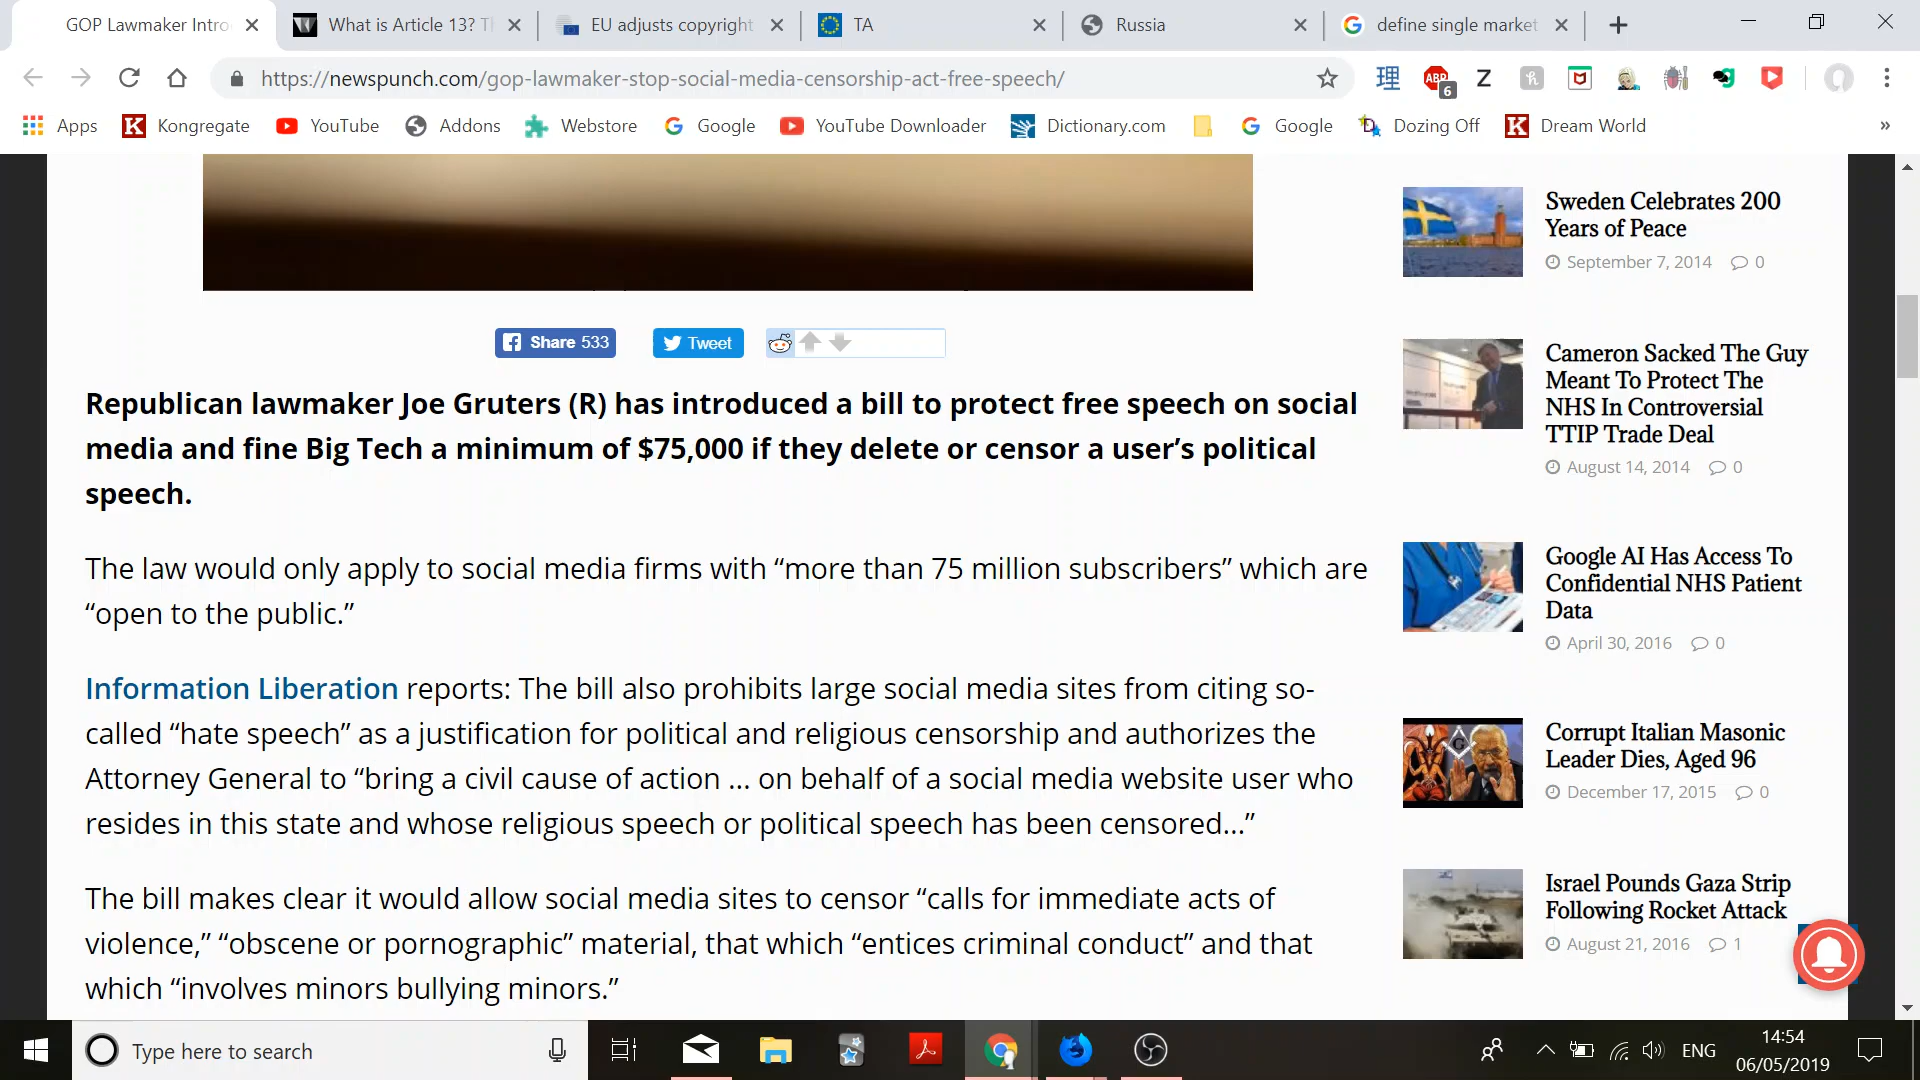 GOP Lawmaker Intro
What is Article 13? T
EU adjusts copyright
TA
Russia
define single market
https://newspunch.com/gop-lawmaker-stop-social-media-censorship-act-free-speech/
理
ABP
6
Z
Apps
Kongregate
YouTube
Addons
Webstore
Google
YouTube Downloader
Dictionary.com
Google
Dozing Off
Dream World
»
Share 533
Tweet
Republican lawmaker Joe Gruters (R) has introduced a bill to protect free speech on social
media and fine Big Tech a minimum of $75,000 if they delete or censor a user’s political
speech.
The law would only apply to social media firms with “more than 75 million subscribers” which are
“open to the public.”
Information Liberation reports: The bill also prohibits large social media sites from citing so-
called “hate speech” as a justification for political and religious censorship and authorizes the
Attorney General to “bring a civil cause of action … on behalf of a social media website user who
resides in this state and whose religious speech or political speech has been censored…”
The bill makes clear it would allow social media sites to censor “calls for immediate acts of
violence,” “obscene or pornographic” material, that which “entices criminal conduct” and that
which “involves minors bullying minors.”
Sweden Celebrates 200
Years of Peace
September 7, 2014 0
Cameron Sacked The Guy
Meant To Protect The
NHS In Controversial
TTIP Trade Deal
August 14, 2014 0
Google AI Has Access To
Confidential NHS Patient
Data
April 30, 2016 0
Corrupt Italian Masonic
Leader Dies, Aged 96
December 17, 2015 0
Israel Pounds Gaza Strip
Following Rocket Attack
August 21, 2016 1
Type here to search
ENG
14:54
06/05/2019